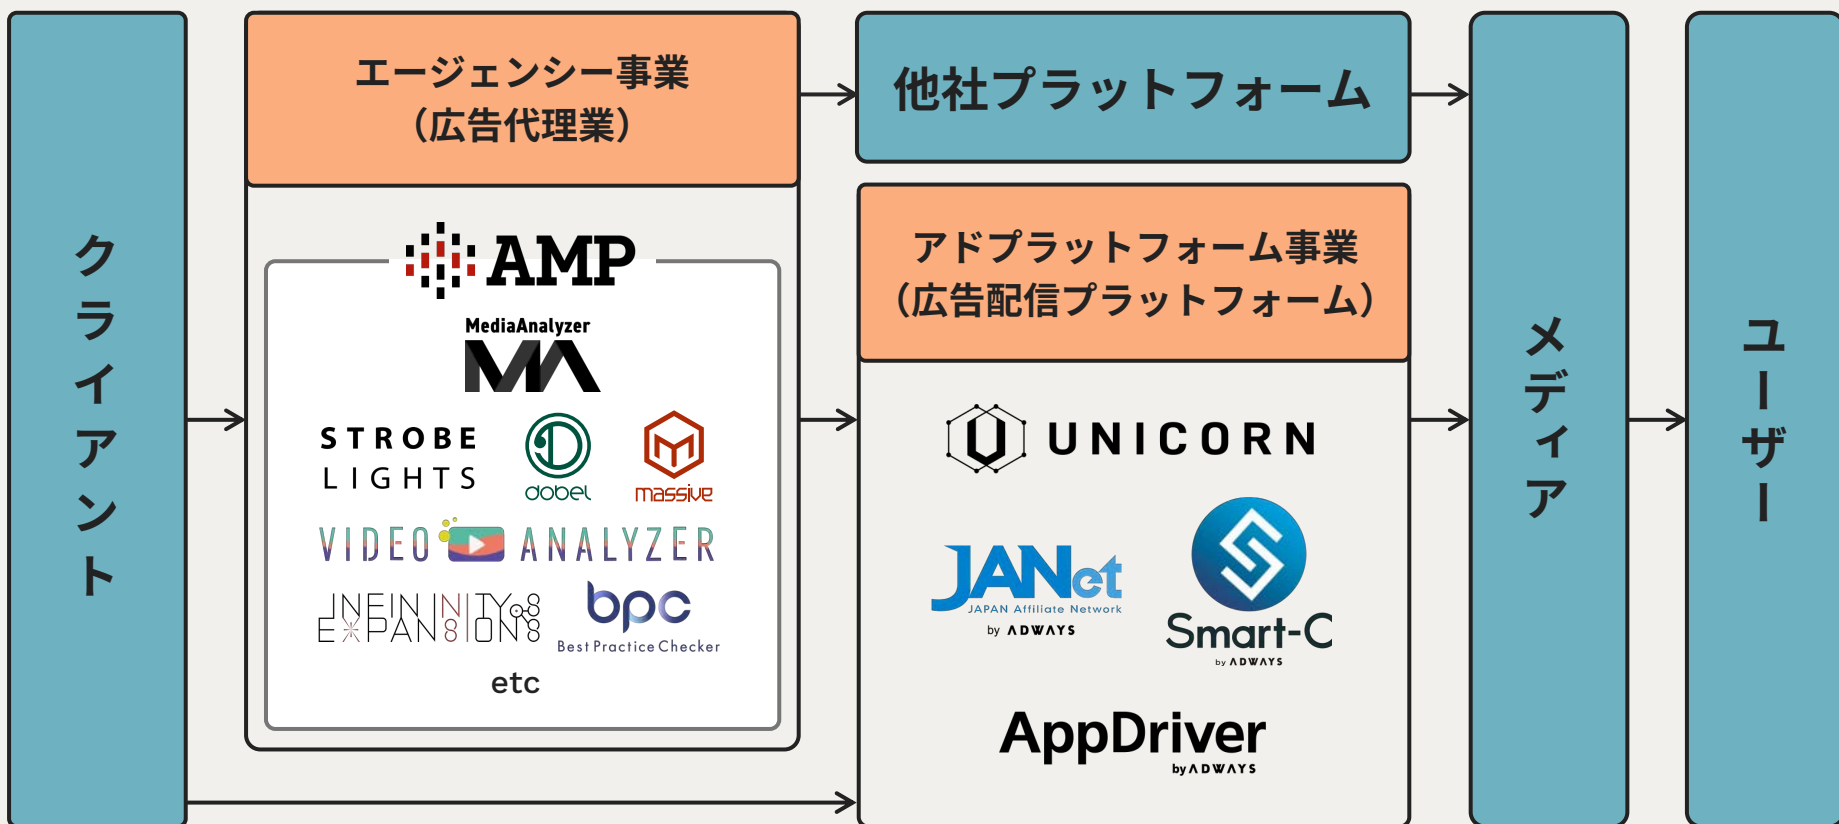 クライアント
エージェンシー事業
（広告代理業）
AMP
MediaAnalyzer
MA
STROBE
LIGHTS
dobel
massive
VIDEO ANALYZER
INFINITY
EXPANSION
bpc
Best Practice Checker
etc
他社プラットフォーム
アドプラットフォーム事業
（広告配信プラットフォーム）
UNICORN
JANet
JAPAN Affiliate Network
by ADWAYS
Smart-C
by ADWAYS
AppDriver
by ADWAYS
メディア
ユーザー